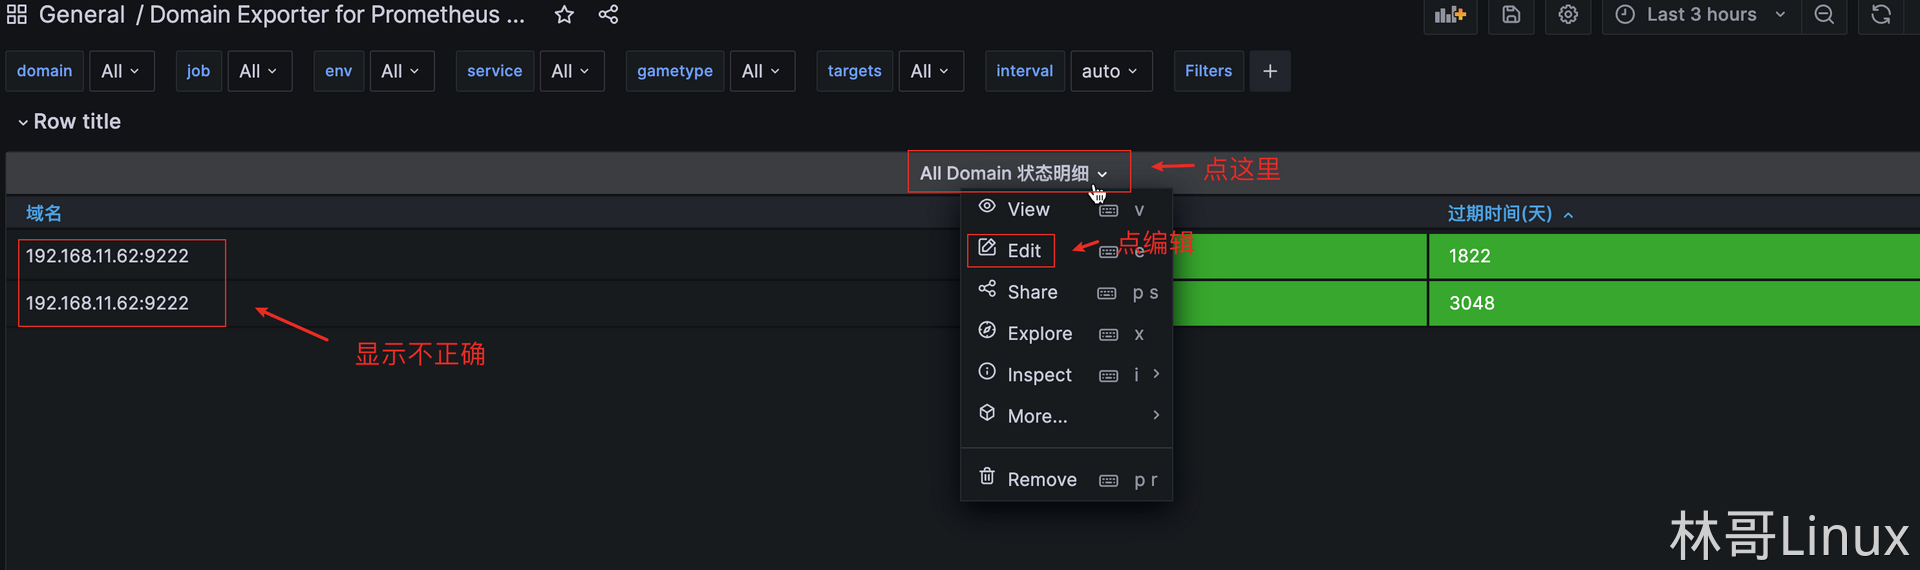 General / Domain Exporter for Prometheus ...
Last 3 hours
domain All job All env All service All gametype All targets All interval auto Filters +
Row title
All Domain 状态明细
点这里
域名
过期时间(天)
View v
192.168.11.62:9222
Edit e
点编辑
1822
Share p s
192.168.11.62:9222
3048
Explore x
显示不正确
Inspect i
More...
Remove p r
林哥Linux